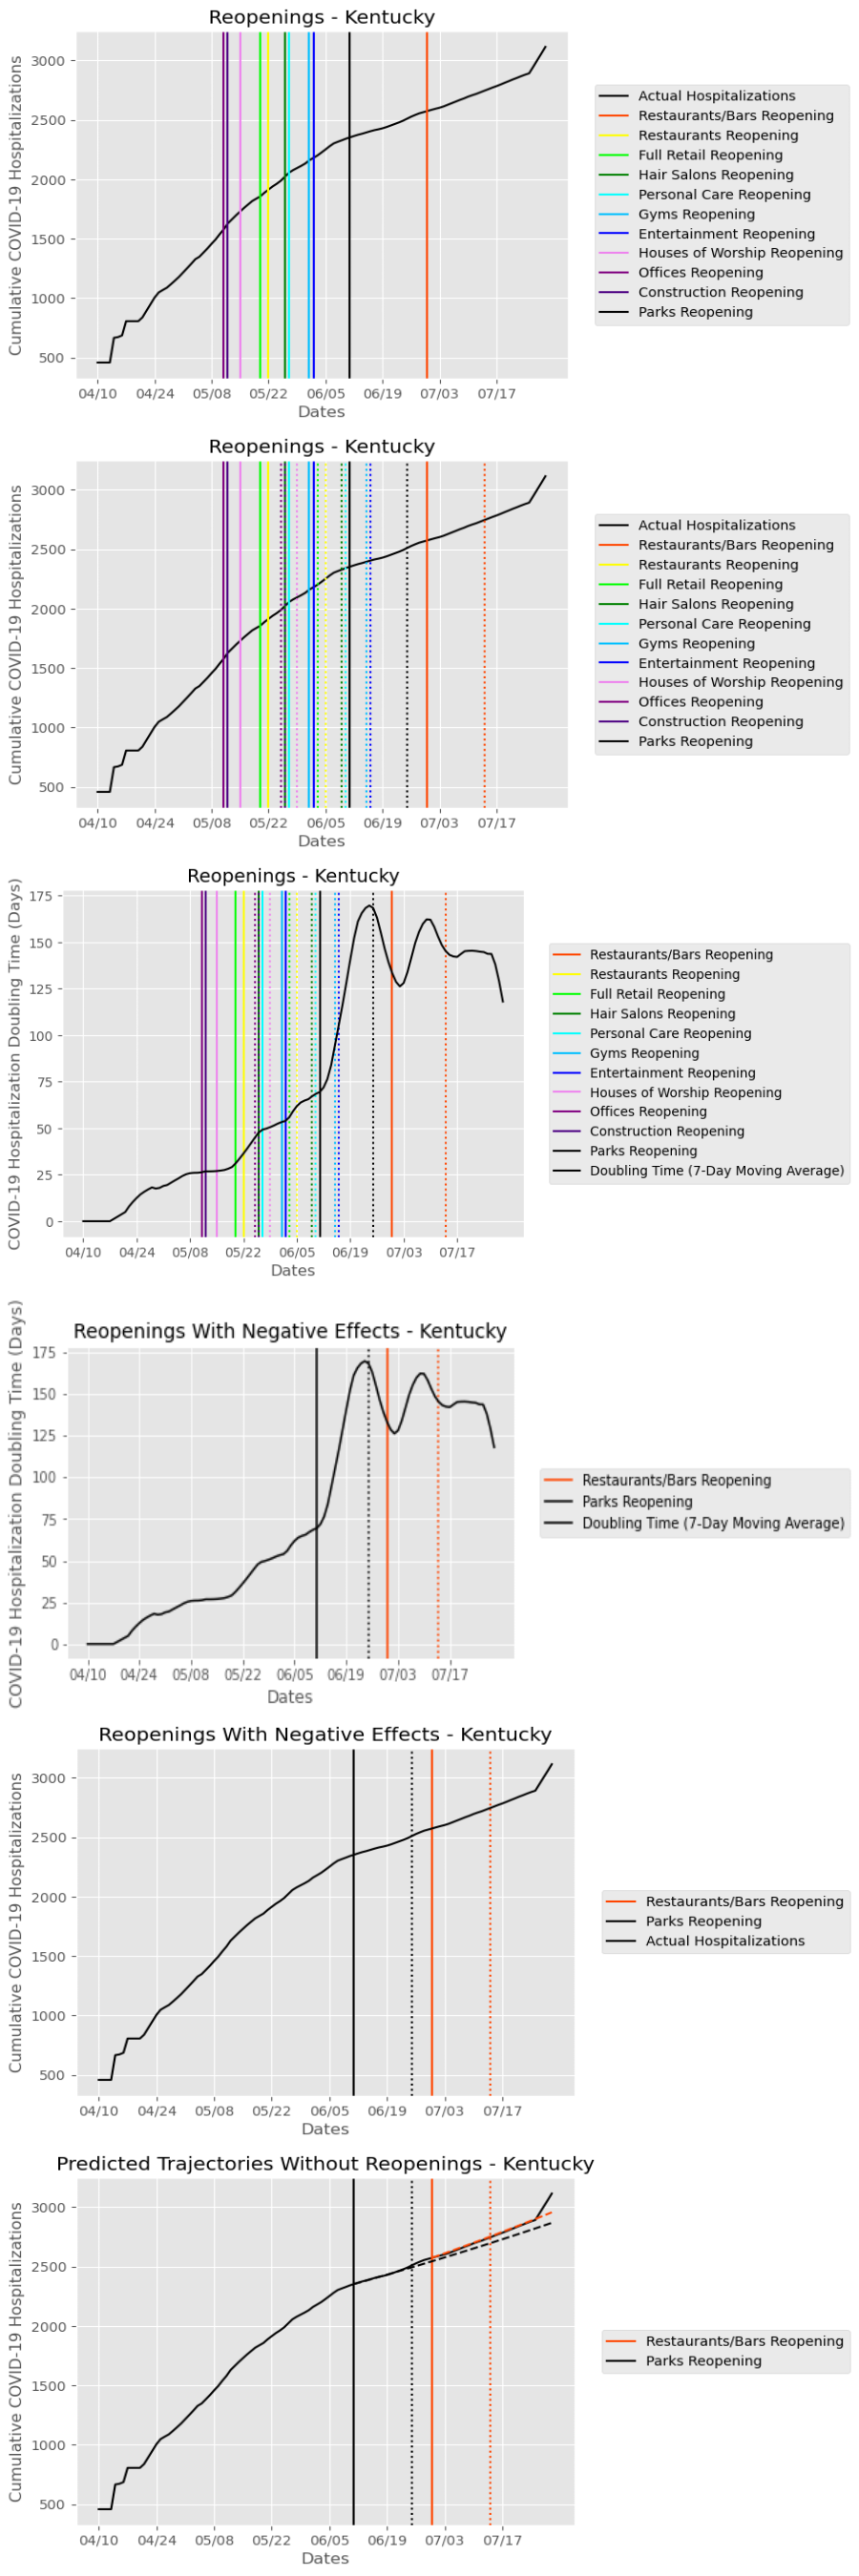 Reopenings - Kentucky
Cumulative COVID-19 Hospitalizations
3000
2500
2000
1500
1000
500
04/10 04/24 05/08 05/22 06/05 06/19 07/03 07/17
Dates
Actual Hospitalizations
Restaurants/Bars Reopening
Restaurants Reopening
Full Retail Reopening
Hair Salons Reopening
Personal Care Reopening
Gyms Reopening
Entertainment Reopening
Houses of Worship Reopening
Offices Reopening
Construction Reopening
Parks Reopening
Reopenings - Kentucky
Cumulative COVID-19 Hospitalizations
3000
2500
2000
1500
1000
500
04/10 04/24 05/08 05/22 06/05 06/19 07/03 07/17
Dates
Actual Hospitalizations
Restaurants/Bars Reopening
Restaurants Reopening
Full Retail Reopening
Hair Salons Reopening
Personal Care Reopening
Gyms Reopening
Entertainment Reopening
Houses of Worship Reopening
Offices Reopening
Construction Reopening
Parks Reopening
Reopenings - Kentucky
COVID-19 Hospitalization Doubling Time (Days)
175
150
125
100
75
50
25
0
04/10 04/24 05/08 05/22 06/05 06/19 07/03 07/17
Dates
Restaurants/Bars Reopening
Restaurants Reopening
Full Retail Reopening
Hair Salons Reopening
Personal Care Reopening
Gyms Reopening
Entertainment Reopening
Houses of Worship Reopening
Offices Reopening
Construction Reopening
Parks Reopening
Doubling Time (7-Day Moving Average)
Reopenings With Negative Effects - Kentucky
COVID-19 Hospitalization Doubling Time (Days)
175
150
125
100
75
50
25
0
04/10 04/24 05/08 05/22 06/05 06/19 07/03 07/17
Dates
Restaurants/Bars Reopening
Parks Reopening
Doubling Time (7-Day Moving Average)
Reopenings With Negative Effects - Kentucky
Cumulative COVID-19 Hospitalizations
3000
2500
2000
1500
1000
500
04/10 04/24 05/08 05/22 06/05 06/19 07/03 07/17
Dates
Restaurants/Bars Reopening
Parks Reopening
Actual Hospitalizations
Predicted Trajectories Without Reopenings - Kentucky
Cumulative COVID-19 Hospitalizations
3000
2500
2000
1500
1000
500
04/10 04/24 05/08 05/22 06/05 06/19 07/03 07/17
Dates
Restaurants/Bars Reopening
Parks Reopening